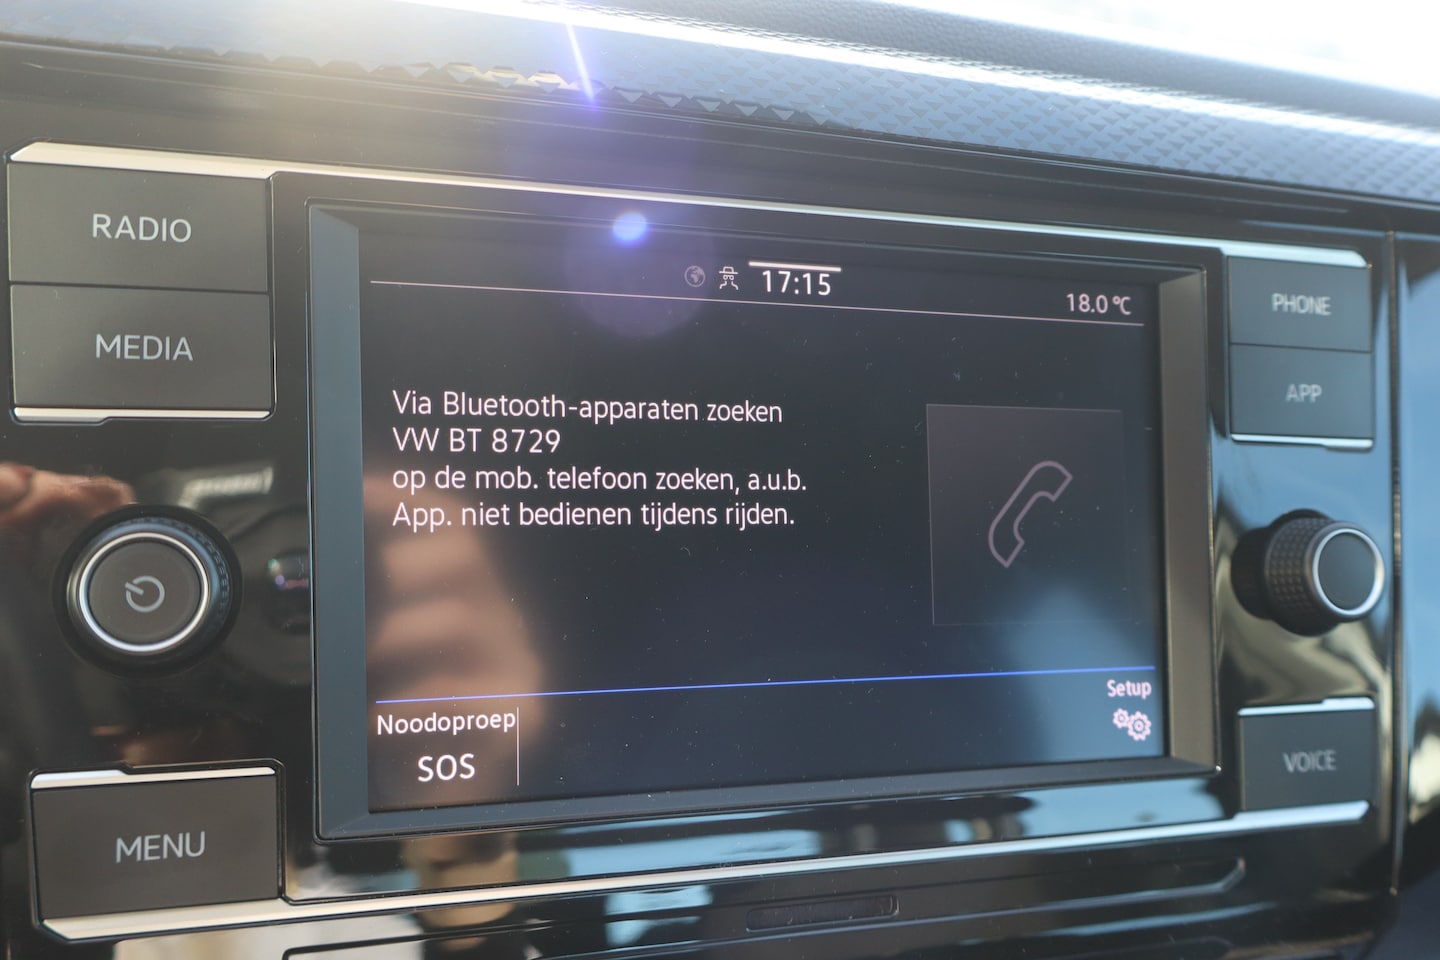 RADIO
MEDIA
MENU
17:15
18.0 °C
Via Bluetooth-apparaten zoeken
VW BT 8729
op de mob. telefoon zoeken, a.u.b.
App. niet bedienen tijdens rijden.
Setup
Noodoproep
SOS
PHONE
APP
VOICE